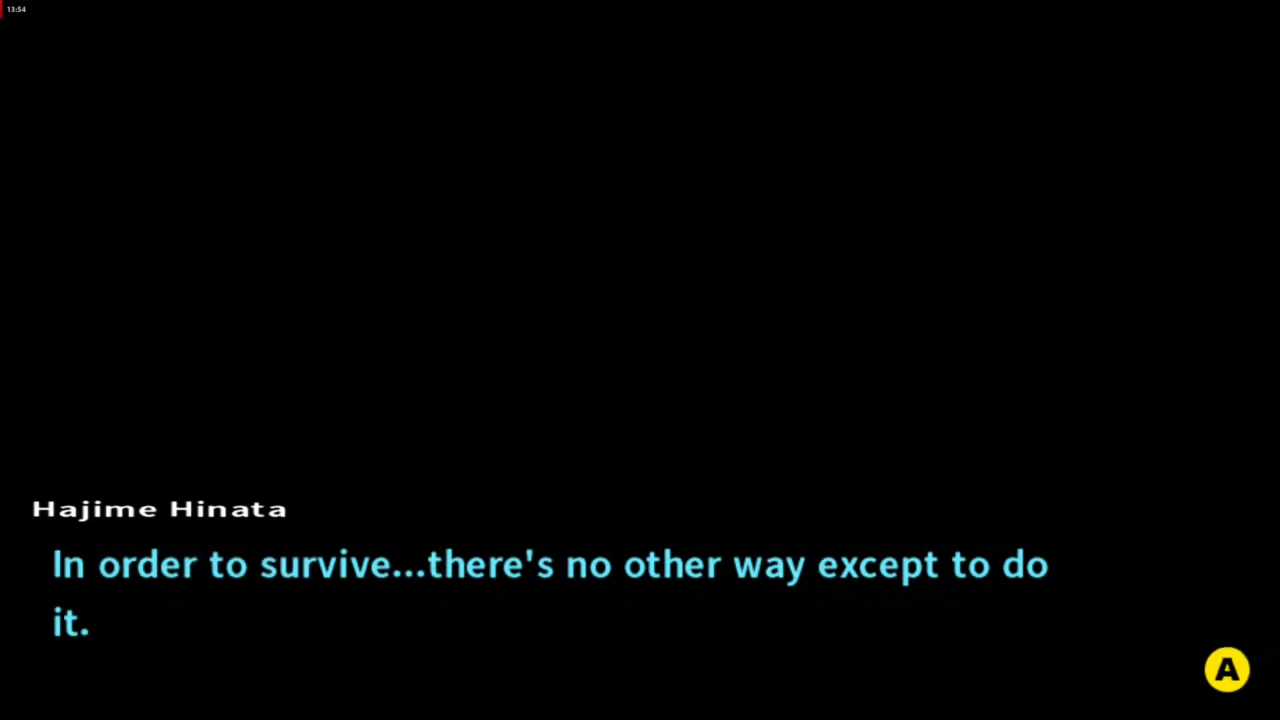 13:54
Hajime Hinata
In order to survive...there's no other way except to do
it.
A